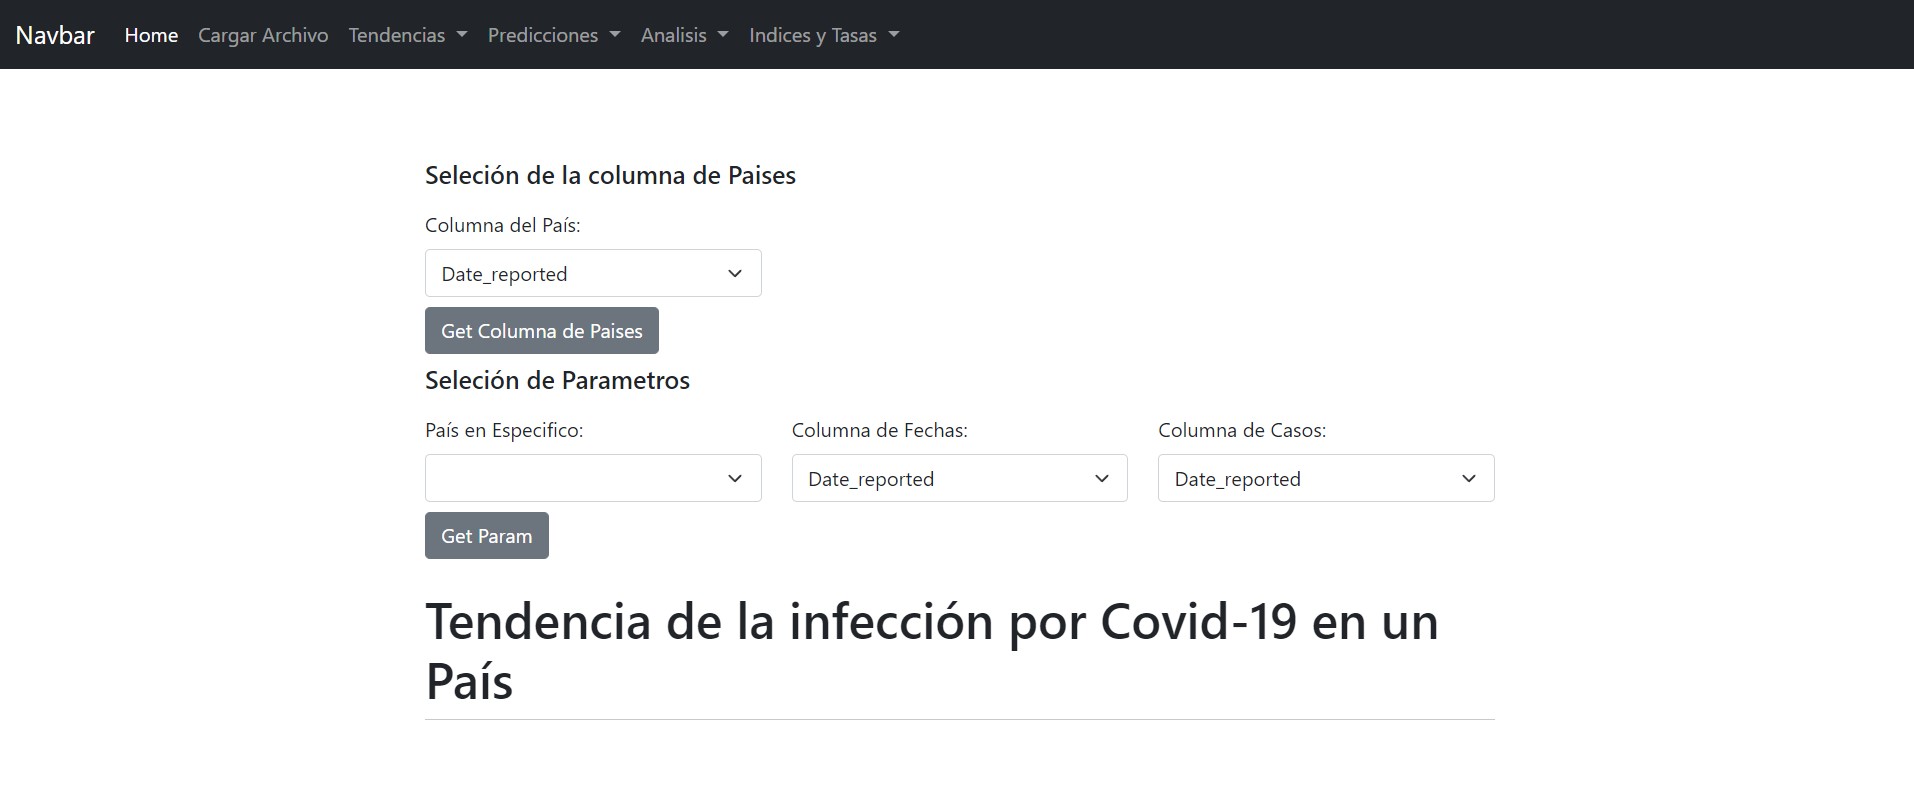 Navbar Home Cargar Archivo Tendencias Predicciones Analisis Indices y Tasas
Seleción de la columna de Paises
Columna del País:
Date_reported
Get Columna de Paises
Seleción de Parametros
País en Especifico: Columna de Fechas: Columna de Casos:
Date_reported Date_reported
Get Param
Tendencia de la infección por Covid-19 en un
País